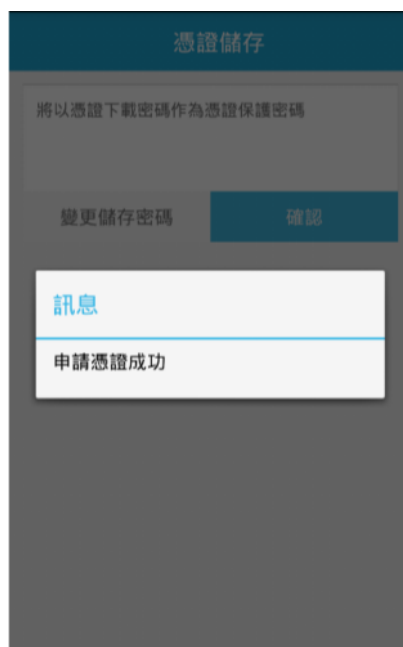 憑證儲存
將以憑證下載密碼作為憑證保護密碼
變更儲存密碼 確認
訊息
申請憑證成功